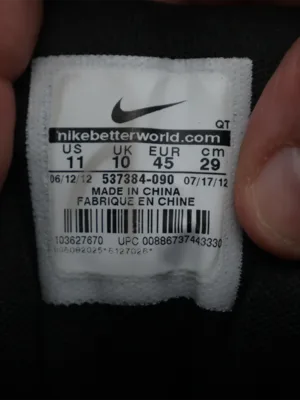 QT
nikebetterworld.com
US UK EUR cm
11 10 45 29
06/12/12 537384-090 07/17/12
MADE IN CHINA
FABRIQUE EN CHINE
103627670 UPC 00886737443330